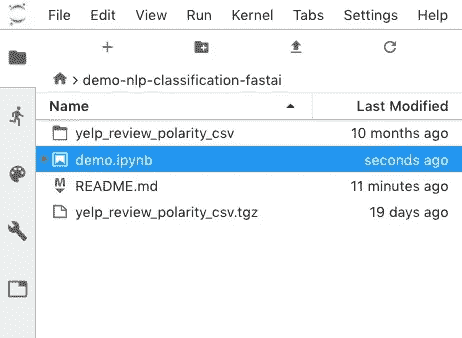 File Edit View Run Kernel Tabs Settings Help
> demo-nlp-classification-fastai
Name Last Modified
yelp_review_polarity_csv 10 months ago
demo.ipynb seconds ago
README.md 11 minutes ago
yelp_review_polarity_csv.tgz 19 days ago